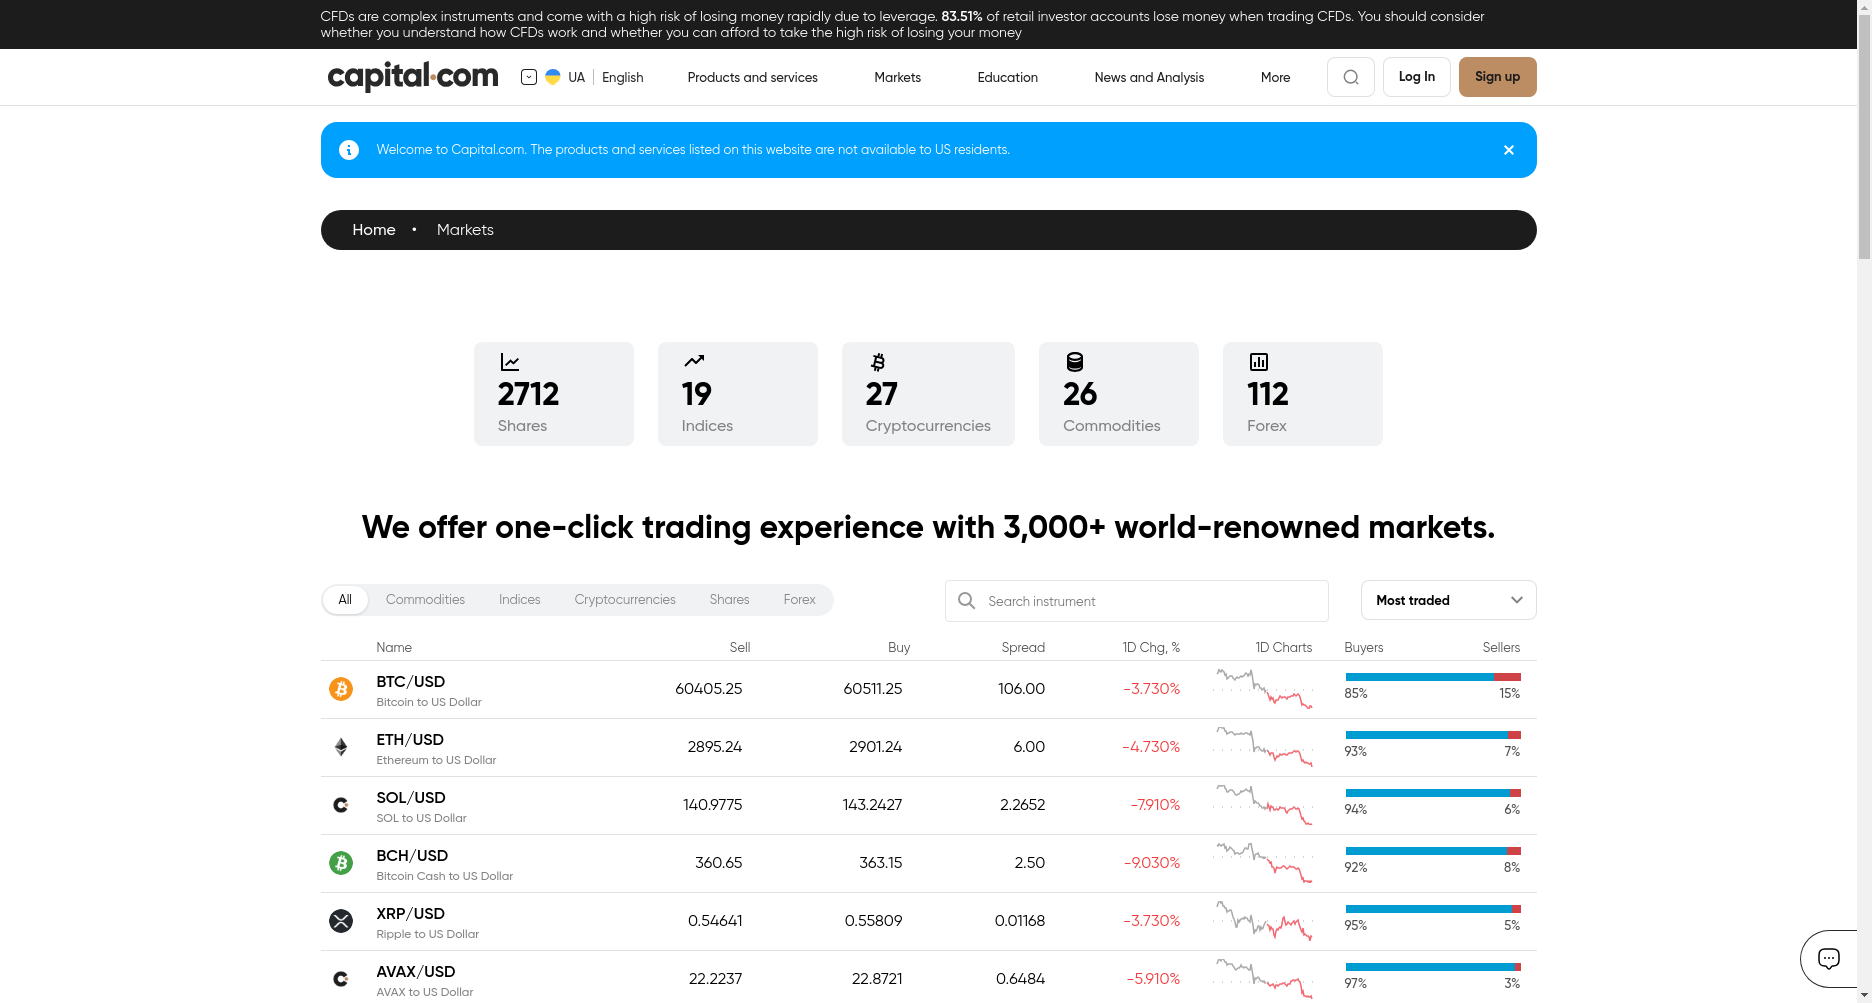 CFDs are complex instruments and come with a high risk of losing money rapidly due to leverage. 83.51% of retail investor accounts lose money when trading CFDs. You should consider
whether you understand how CFDs work and whether you can afford to take the high risk of losing your money
capital.com UA English Products and services Markets Education News and Analysis More Log In Sign up
Welcome to Capital.com. The products and services listed on this website are not available to US residents.
Home • Markets
2712 19 27 26 112
Shares Indices Cryptocurrencies Commodities Forex
We offer one-click trading experience with 3,000+ world-renowned markets.
All Commodities Indices Cryptocurrencies Shares Forex Search instrument Most traded
Name Sell Buy Spread 1D Chg, % 1D Charts Buyers Sellers
BTC/USD 60405.25 60511.25 106.00 -3.730% 85% 15%
Bitcoin to US Dollar
ETH/USD 2895.24 2901.24 6.00 -4.730% 93% 7%
Ethereum to US Dollar
SOL/USD 140.9775 143.2427 2.2652 -7.910% 94% 6%
SOL to US Dollar
BCH/USD 360.65 363.15 2.50 -9.030% 92% 8%
Bitcoin Cash to US Dollar
XRP/USD 0.54641 0.55809 0.01168 -3.730% 95% 5%
Ripple to US Dollar
AVAX/USD 22.2237 22.8721 0.6484 -5.910% 97% 3%
AVAX to US Dollar